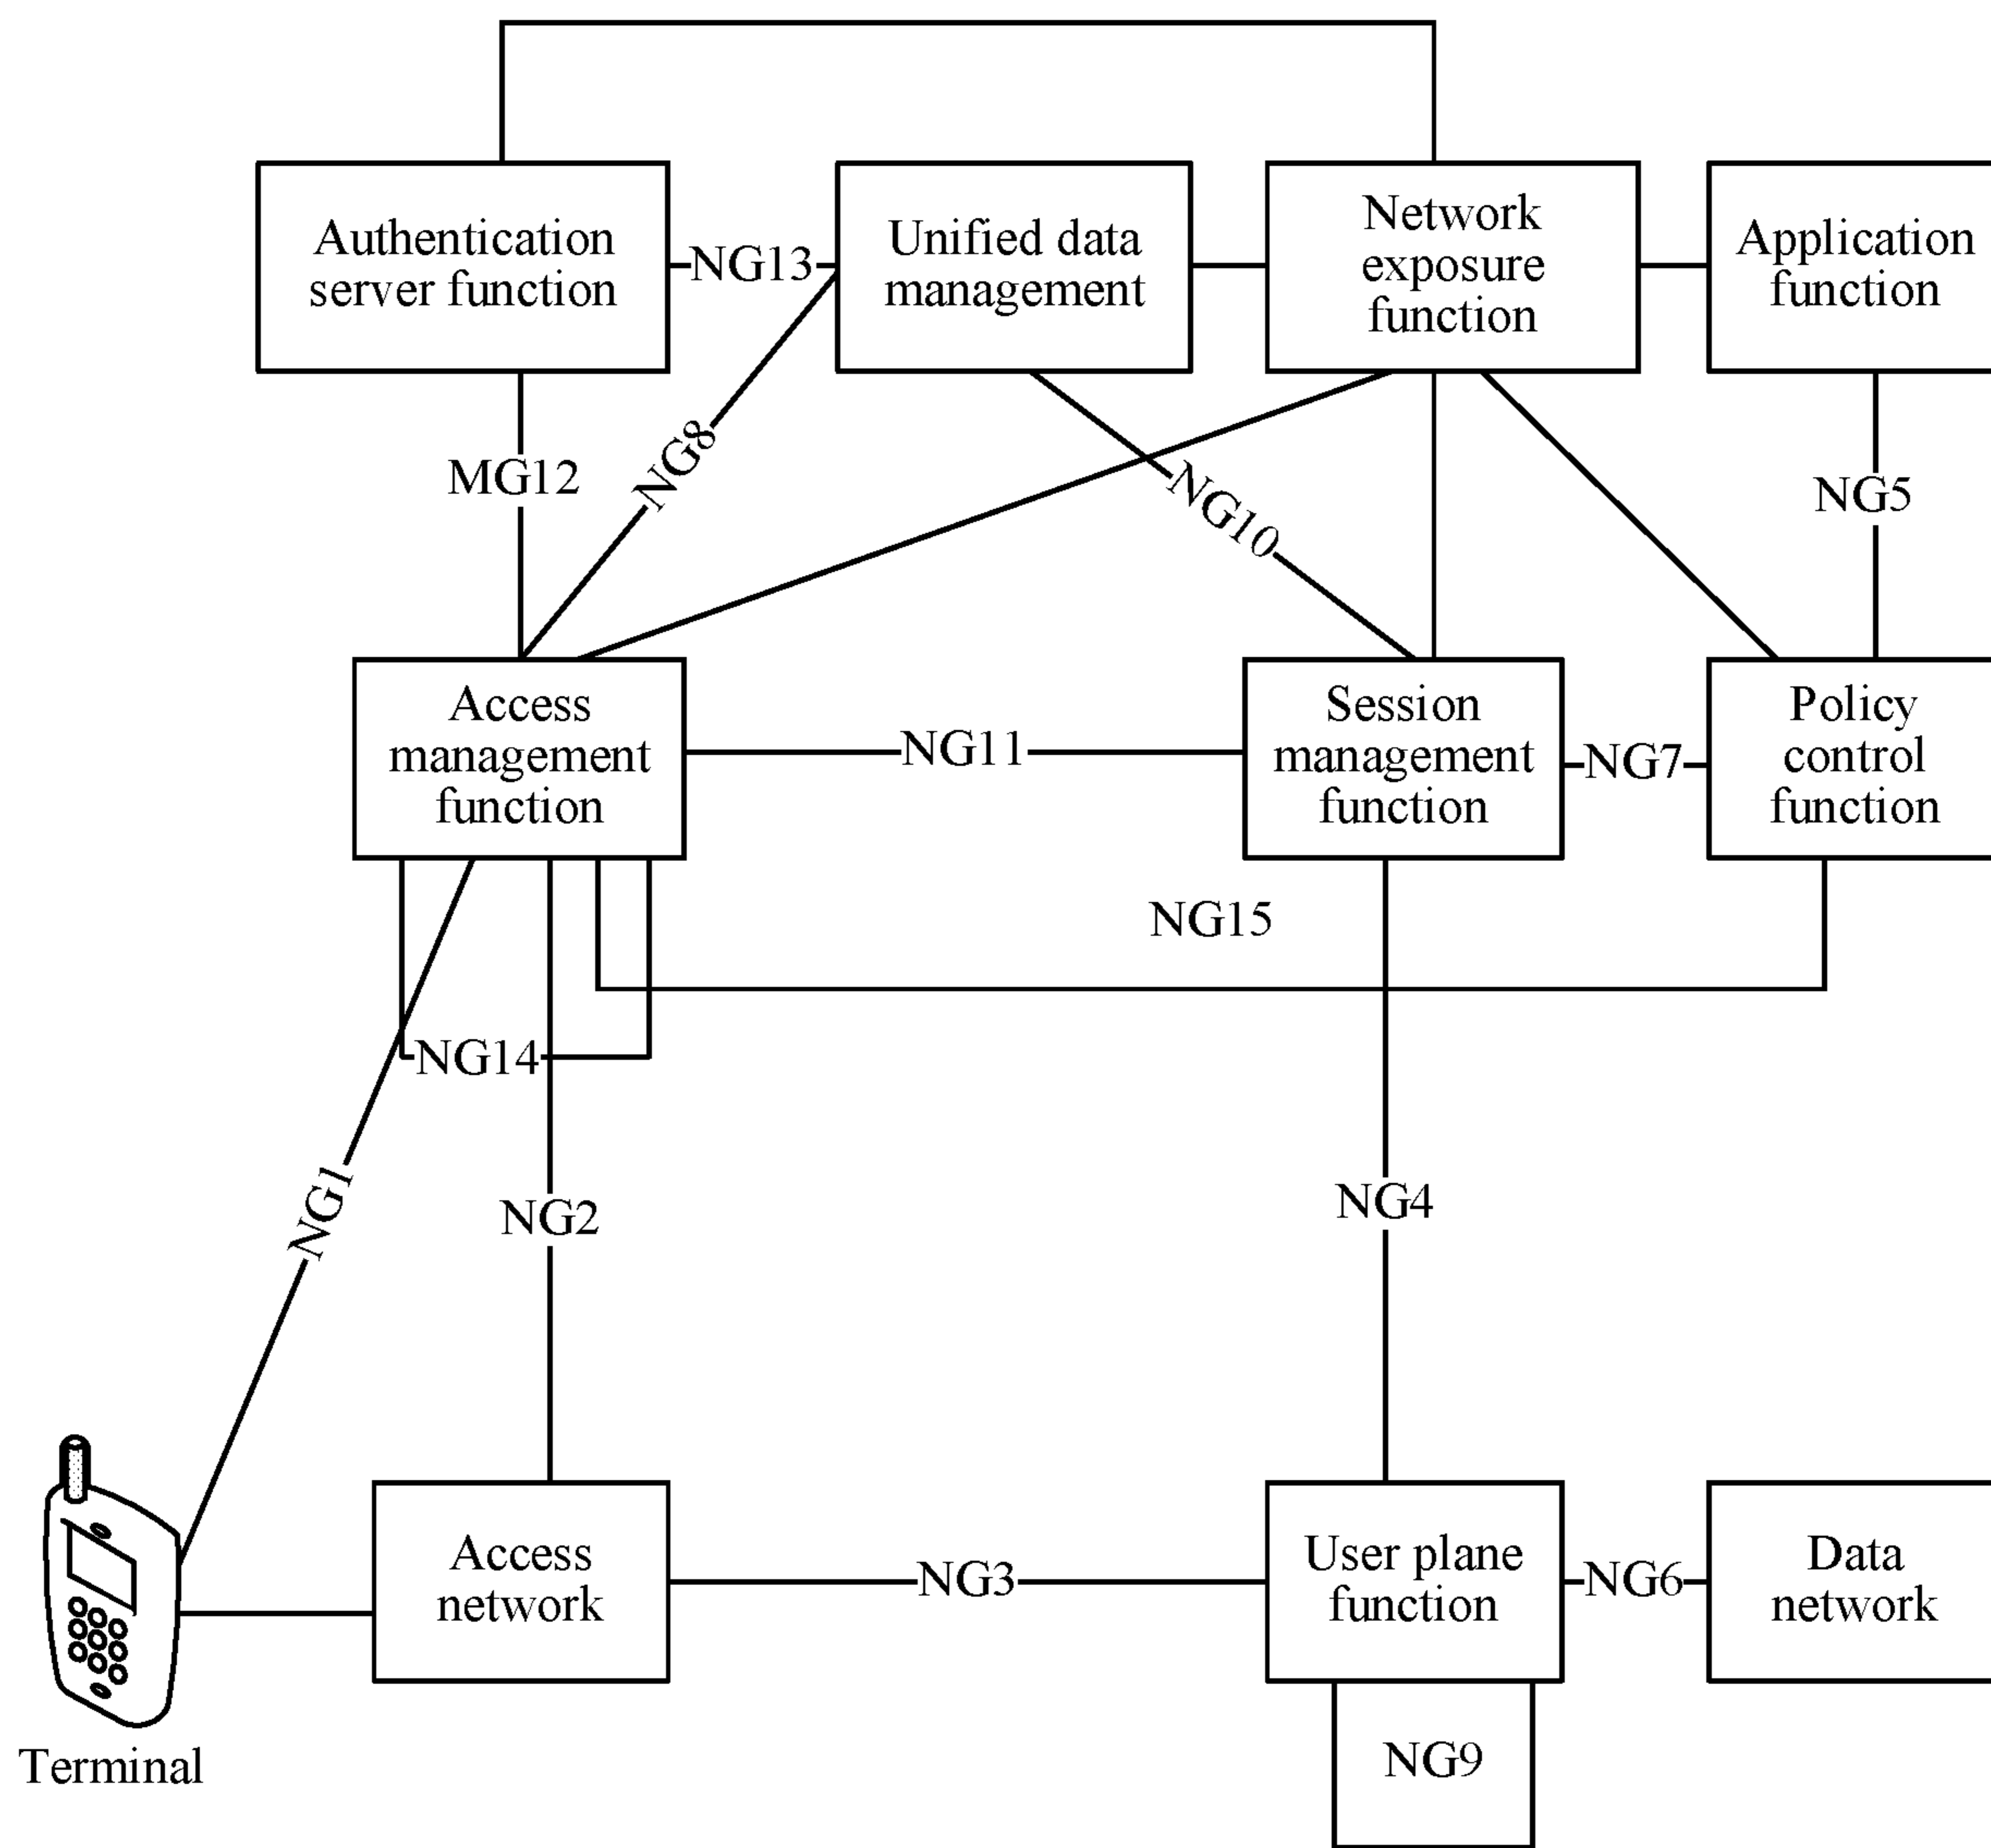 Authentication
server function
NG13
Unified data
management
Network
exposure
function
Application
function
MG12
NG8
NG10
NG5
Access
management
function
NG11
Session
management
function
NG7
Policy
control
function
NG15
NG14
NG1
NG2
NG4
Access
network
NG3
User plane
function
NG6
Data
network
Terminal
NG9